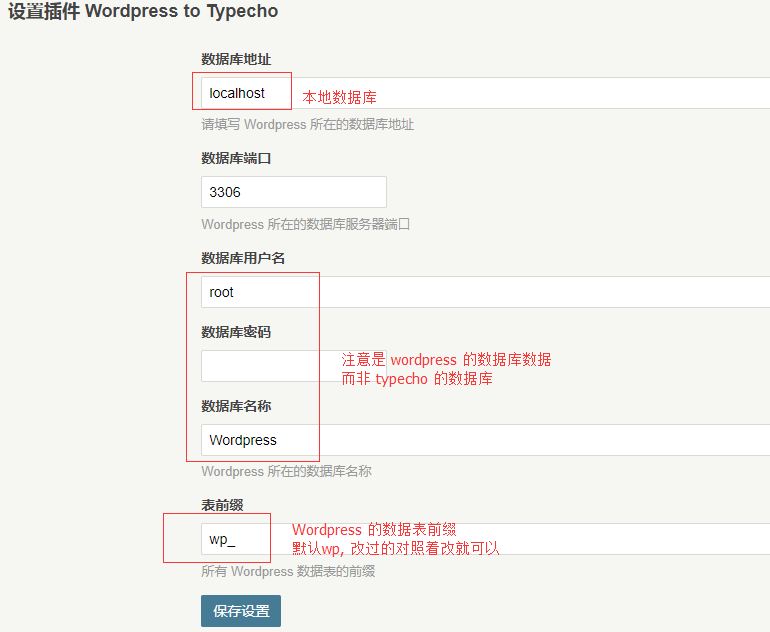 设置插件 Wordpress to Typecho
数据库地址
localhost
本地数据库
请填写 Wordpress 所在的数据库地址
数据库端口
3306
Wordpress 所在的数据库服务器端口
数据库用户名
root
数据库密码
注意是 wordpress 的数据库数据
而非 typecho 的数据库
数据库名称
Wordpress
Wordpress 所在的数据库名称
表前缀
wp_
Wordpress 的数据表前缀
默认wp, 改过的对照着改就可以
所有 Wordpress 数据表的前缀
保存设置